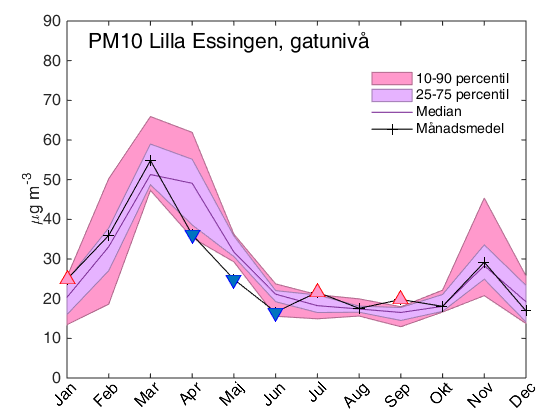 PM10 Lilla Essingen, gatunivå
10-90 percentil
25-75 percentil
Median
Månadsmedel
µg m-3
90
80
70
60
50
40
30
20
10
0
Jan Feb Mar Apr Maj Jun Jul Aug Sep Okt Nov Dec